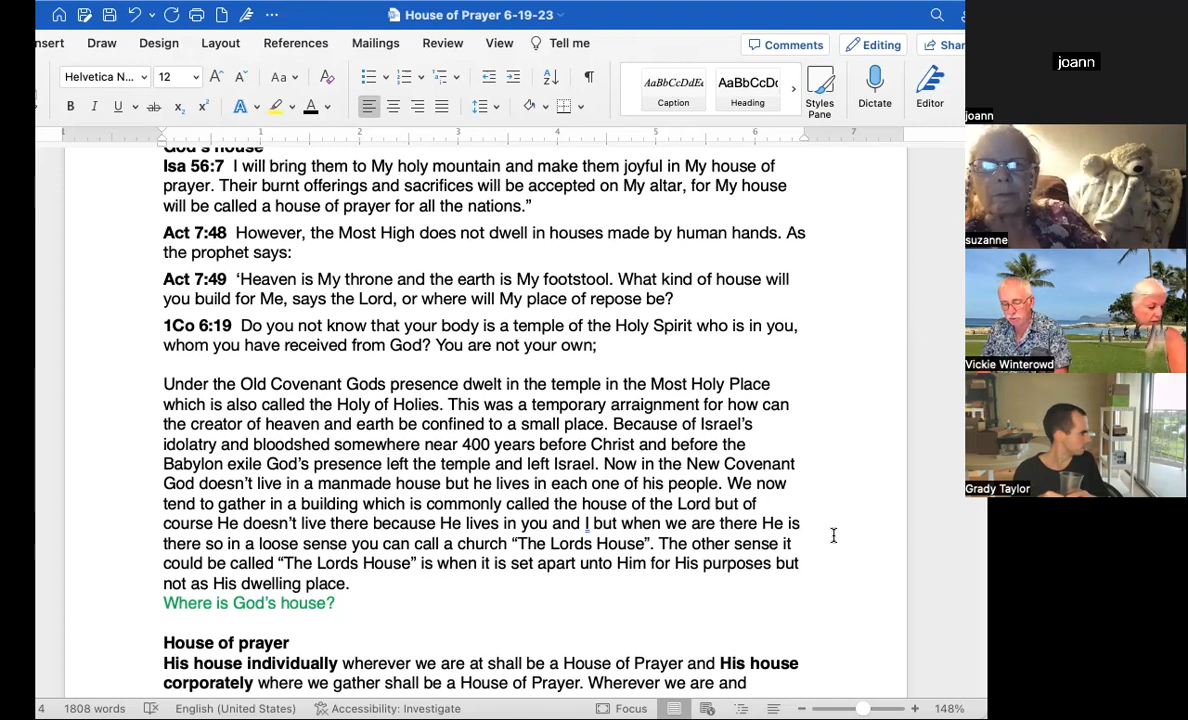 House of Prayer 6-19-23
nsert Draw Design Layout References Mailings Review View Tell me Comments Editing Shar
Helvetica N... 12 Aa AaBbCcDdEe AaBbCcDc
Caption Heading Styles Pane Dictate Editor
1 1 2 3 4 5 6 7
God's house
Isa 56:7 I will bring them to My holy mountain and make them joyful in My house of
prayer. Their burnt offerings and sacrifices will be accepted on My altar, for My house
will be called a house of prayer for all the nations.”
Act 7:48 However, the Most High does not dwell in houses made by human hands. As
the prophet says:
Act 7:49 ‘Heaven is My throne and the earth is My footstool. What kind of house will
you build for Me, says the Lord, or where will My place of repose be?
1Co 6:19 Do you not know that your body is a temple of the Holy Spirit who is in you,
whom you have received from God? You are not your own;
Under the Old Covenant Gods presence dwelt in the temple in the Most Holy Place
which is also called the Holy of Holies. This was a temporary arraignment for how can
the creator of heaven and earth be confined to a small place. Because of Israel’s
idolatry and bloodshed somewhere near 400 years before Christ and before the
Babylon exile God’s presence left the temple and left Israel. Now in the New Covenant
God doesn’t live in a manmade house but he lives in each one of his people. We now
tend to gather in a building which is commonly called the house of the Lord but of
course He doesn’t live there because He lives in you and I but when we are there He is
there so in a loose sense you can call a church “The Lords House”. The other sense it
could be called “The Lords House” is when it is set apart unto Him for His purposes but
not as His dwelling place.
Where is God’s house?
House of prayer
His house individually wherever we are at shall be a House of Prayer and His house
corporately where we gather shall be a House of Prayer. Wherever we are and
4 1808 words English (United States) Accessibility: Investigate Focus 148%
joann
joann
suzanne
Vickie Winterowd
Grady Taylor